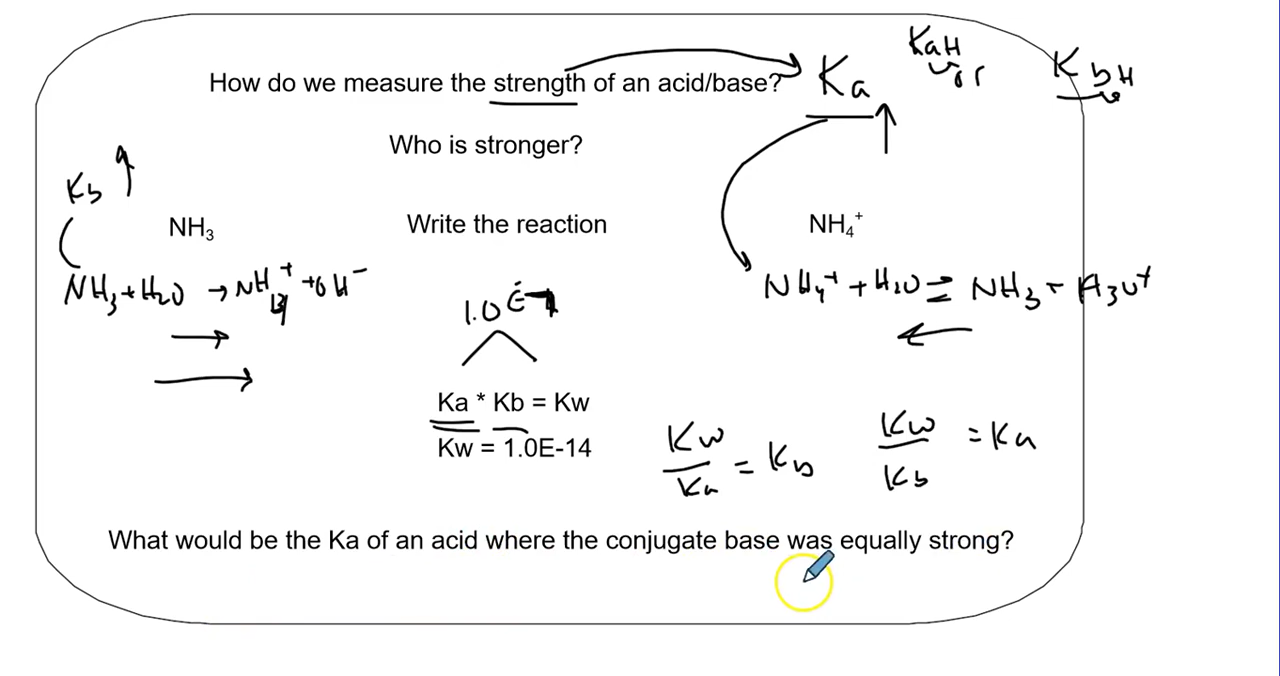 How do we measure the strength of an acid/base?
Ka
KaH
or
KbH
Who is stronger?
Kb
NH₃
Write the reaction
NH₄⁺
NH₃ + H₂O → NH₄⁺ + OH⁻
NH₄⁺ + H₂O ⇌ NH₃ + H₃O⁺
Ka * Kb = Kw
Kw = 1.0E-14
Kw/Ka = Kb
Kw/Kb = Ka
What would be the Ka of an acid where the conjugate base was equally strong?